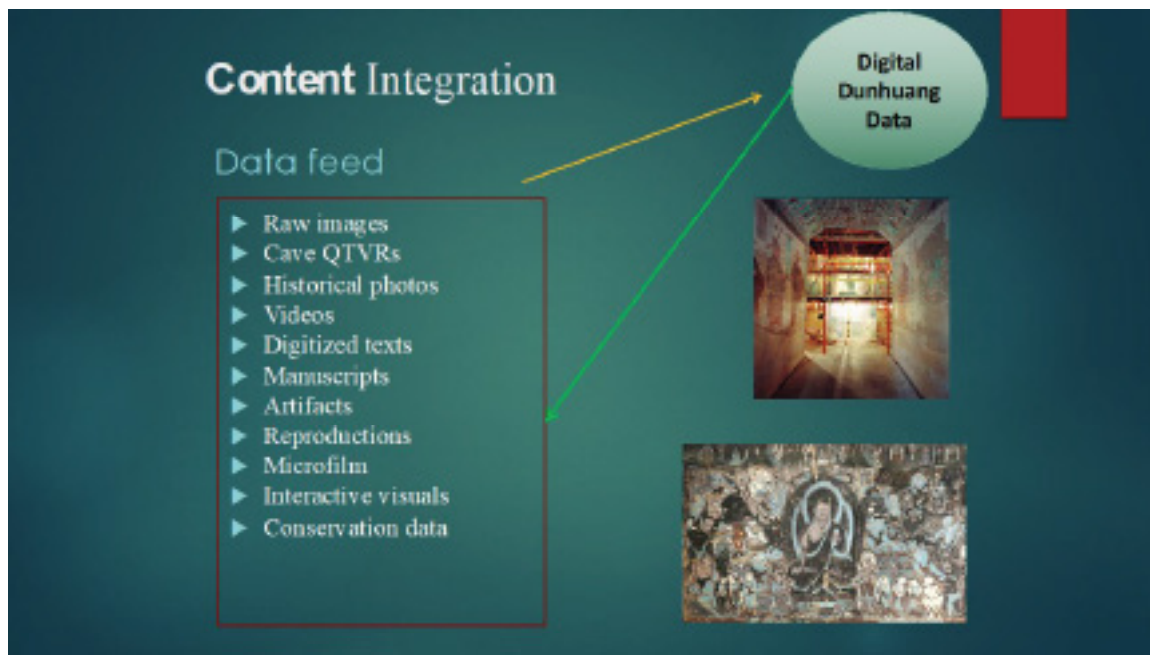 Content Integration
Digital
Dunhuang
Data
Data feed
Raw images
Cave QTVRs
Historical photos
Videos
Digitized texts
Manuscripts
Artifacts
Reproductions
Microfilm
Interactive visuals
Conservation data